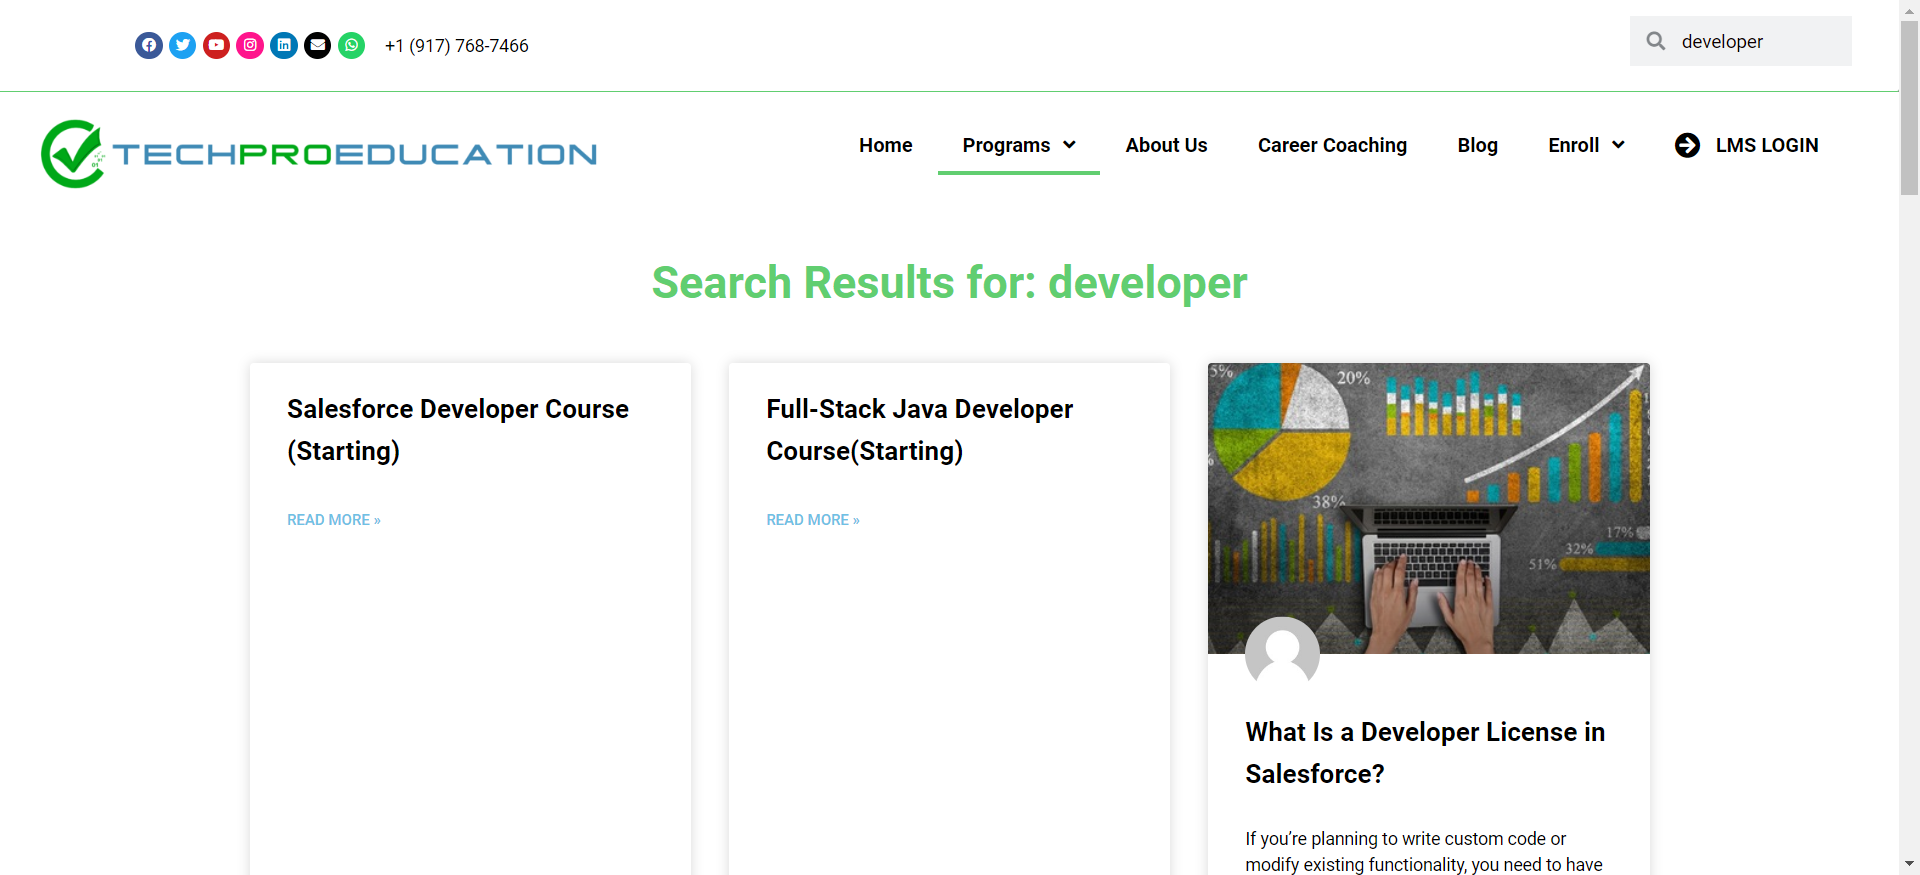 +1 (917) 768-7466
developer
TECHPROEDUCATION
Home
Programs
About Us
Career Coaching
Blog
Enroll
LMS LOGIN
Search Results for: developer
Salesforce Developer Course
(Starting)
READ MORE »
Full-Stack Java Developer
Course(Starting)
READ MORE »
5%
20%
38%
17%
32%
51%
What Is a Developer License in
Salesforce?
If you’re planning to write custom code or
modify existing functionality, you need to have